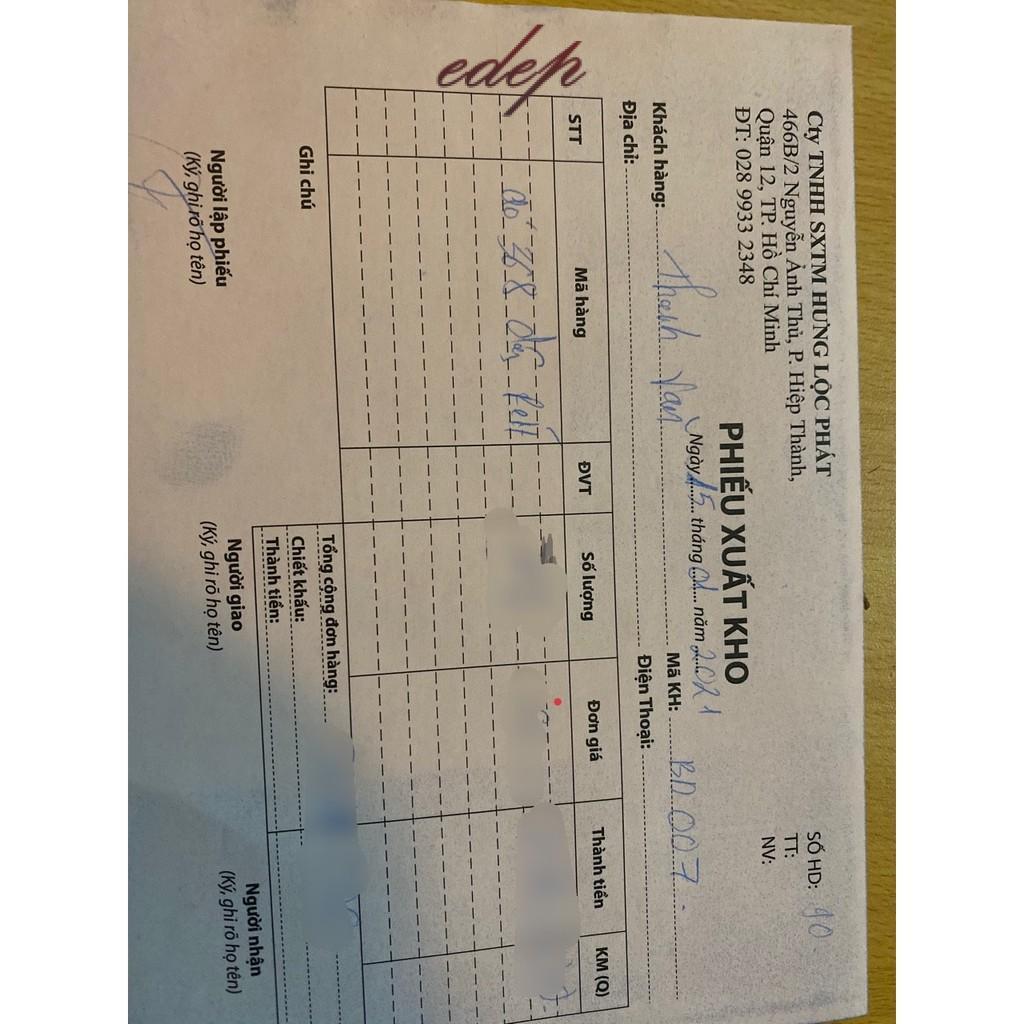 edep
Cty TNHH SXTM HƯNG LỘC PHÁT
466B/2 Nguyễn Ảnh Thủ, P. Hiệp Thành,
Quận 12, TP. Hồ Chí Minh
ĐT: 028 9933 2348
SỐ HD: 90
TT:
NV:
PHIẾU XUẤT KHO
Ngày 15 tháng 01 năm 2021
Khách hàng: Thanh Van Mã KH: BD 007.
Địa chỉ: Điện Thoại:
STT Mã hàng ĐVT Số lượng Đơn giá Thành tiền KM (Q)
368
Ghi chú
Tổng cộng đơn hàng:
Chiết khấu:
Thành tiền:
Người lập phiếu Người giao Người nhận
(Ký, ghi rõ họ tên) (Ký, ghi rõ họ tên) (Ký, ghi rõ họ tên)